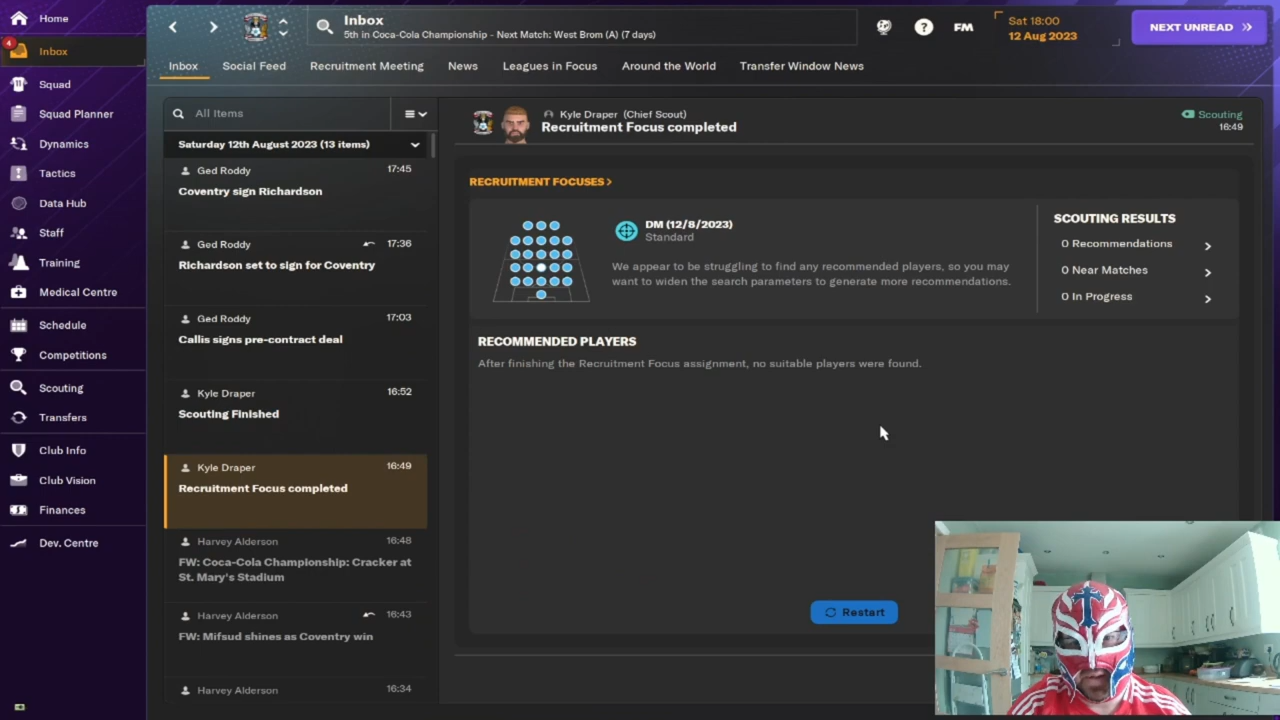 Home
4
Inbox
Squad
Squad Planner
Dynamics
Tactics
Data Hub
Staff
Training
Medical Centre
Schedule
Competitions
Scouting
Transfers
Club Info
Club Vision
Finances
Dev. Centre
Inbox
5th in Coca-Cola Championship - Next Match: West Brom (A) (7 days)
?
FM
Sat 18:00
12 Aug 2023
NEXT UNREAD
Inbox
Social Feed
Recruitment Meeting
News
Leagues in Focus
Around the World
Transfer Window News
All Items
Saturday 12th August 2023 (13 items)
Ged Roddy 17:45
Coventry sign Richardson
Ged Roddy 17:36
Richardson set to sign for Coventry
Ged Roddy 17:03
Callis signs pre-contract deal
Kyle Draper 16:52
Scouting Finished
Kyle Draper 16:49
Recruitment Focus completed
Harvey Alderson 16:48
FW: Coca-Cola Championship: Cracker at
St. Mary's Stadium
Harvey Alderson 16:43
FW: Mifsud shines as Coventry win
Harvey Alderson 16:34
Kyle Draper (Chief Scout)
Recruitment Focus completed
Scouting
16:49
RECRUITMENT FOCUSES >
DM (12/8/2023)
Standard
We appear to be struggling to find any recommended players, so you may
want to widen the search parameters to generate more recommendations.
SCOUTING RESULTS
0 Recommendations
0 Near Matches
0 In Progress
RECOMMENDED PLAYERS
After finishing the Recruitment Focus assignment, no suitable players were found.
Restart